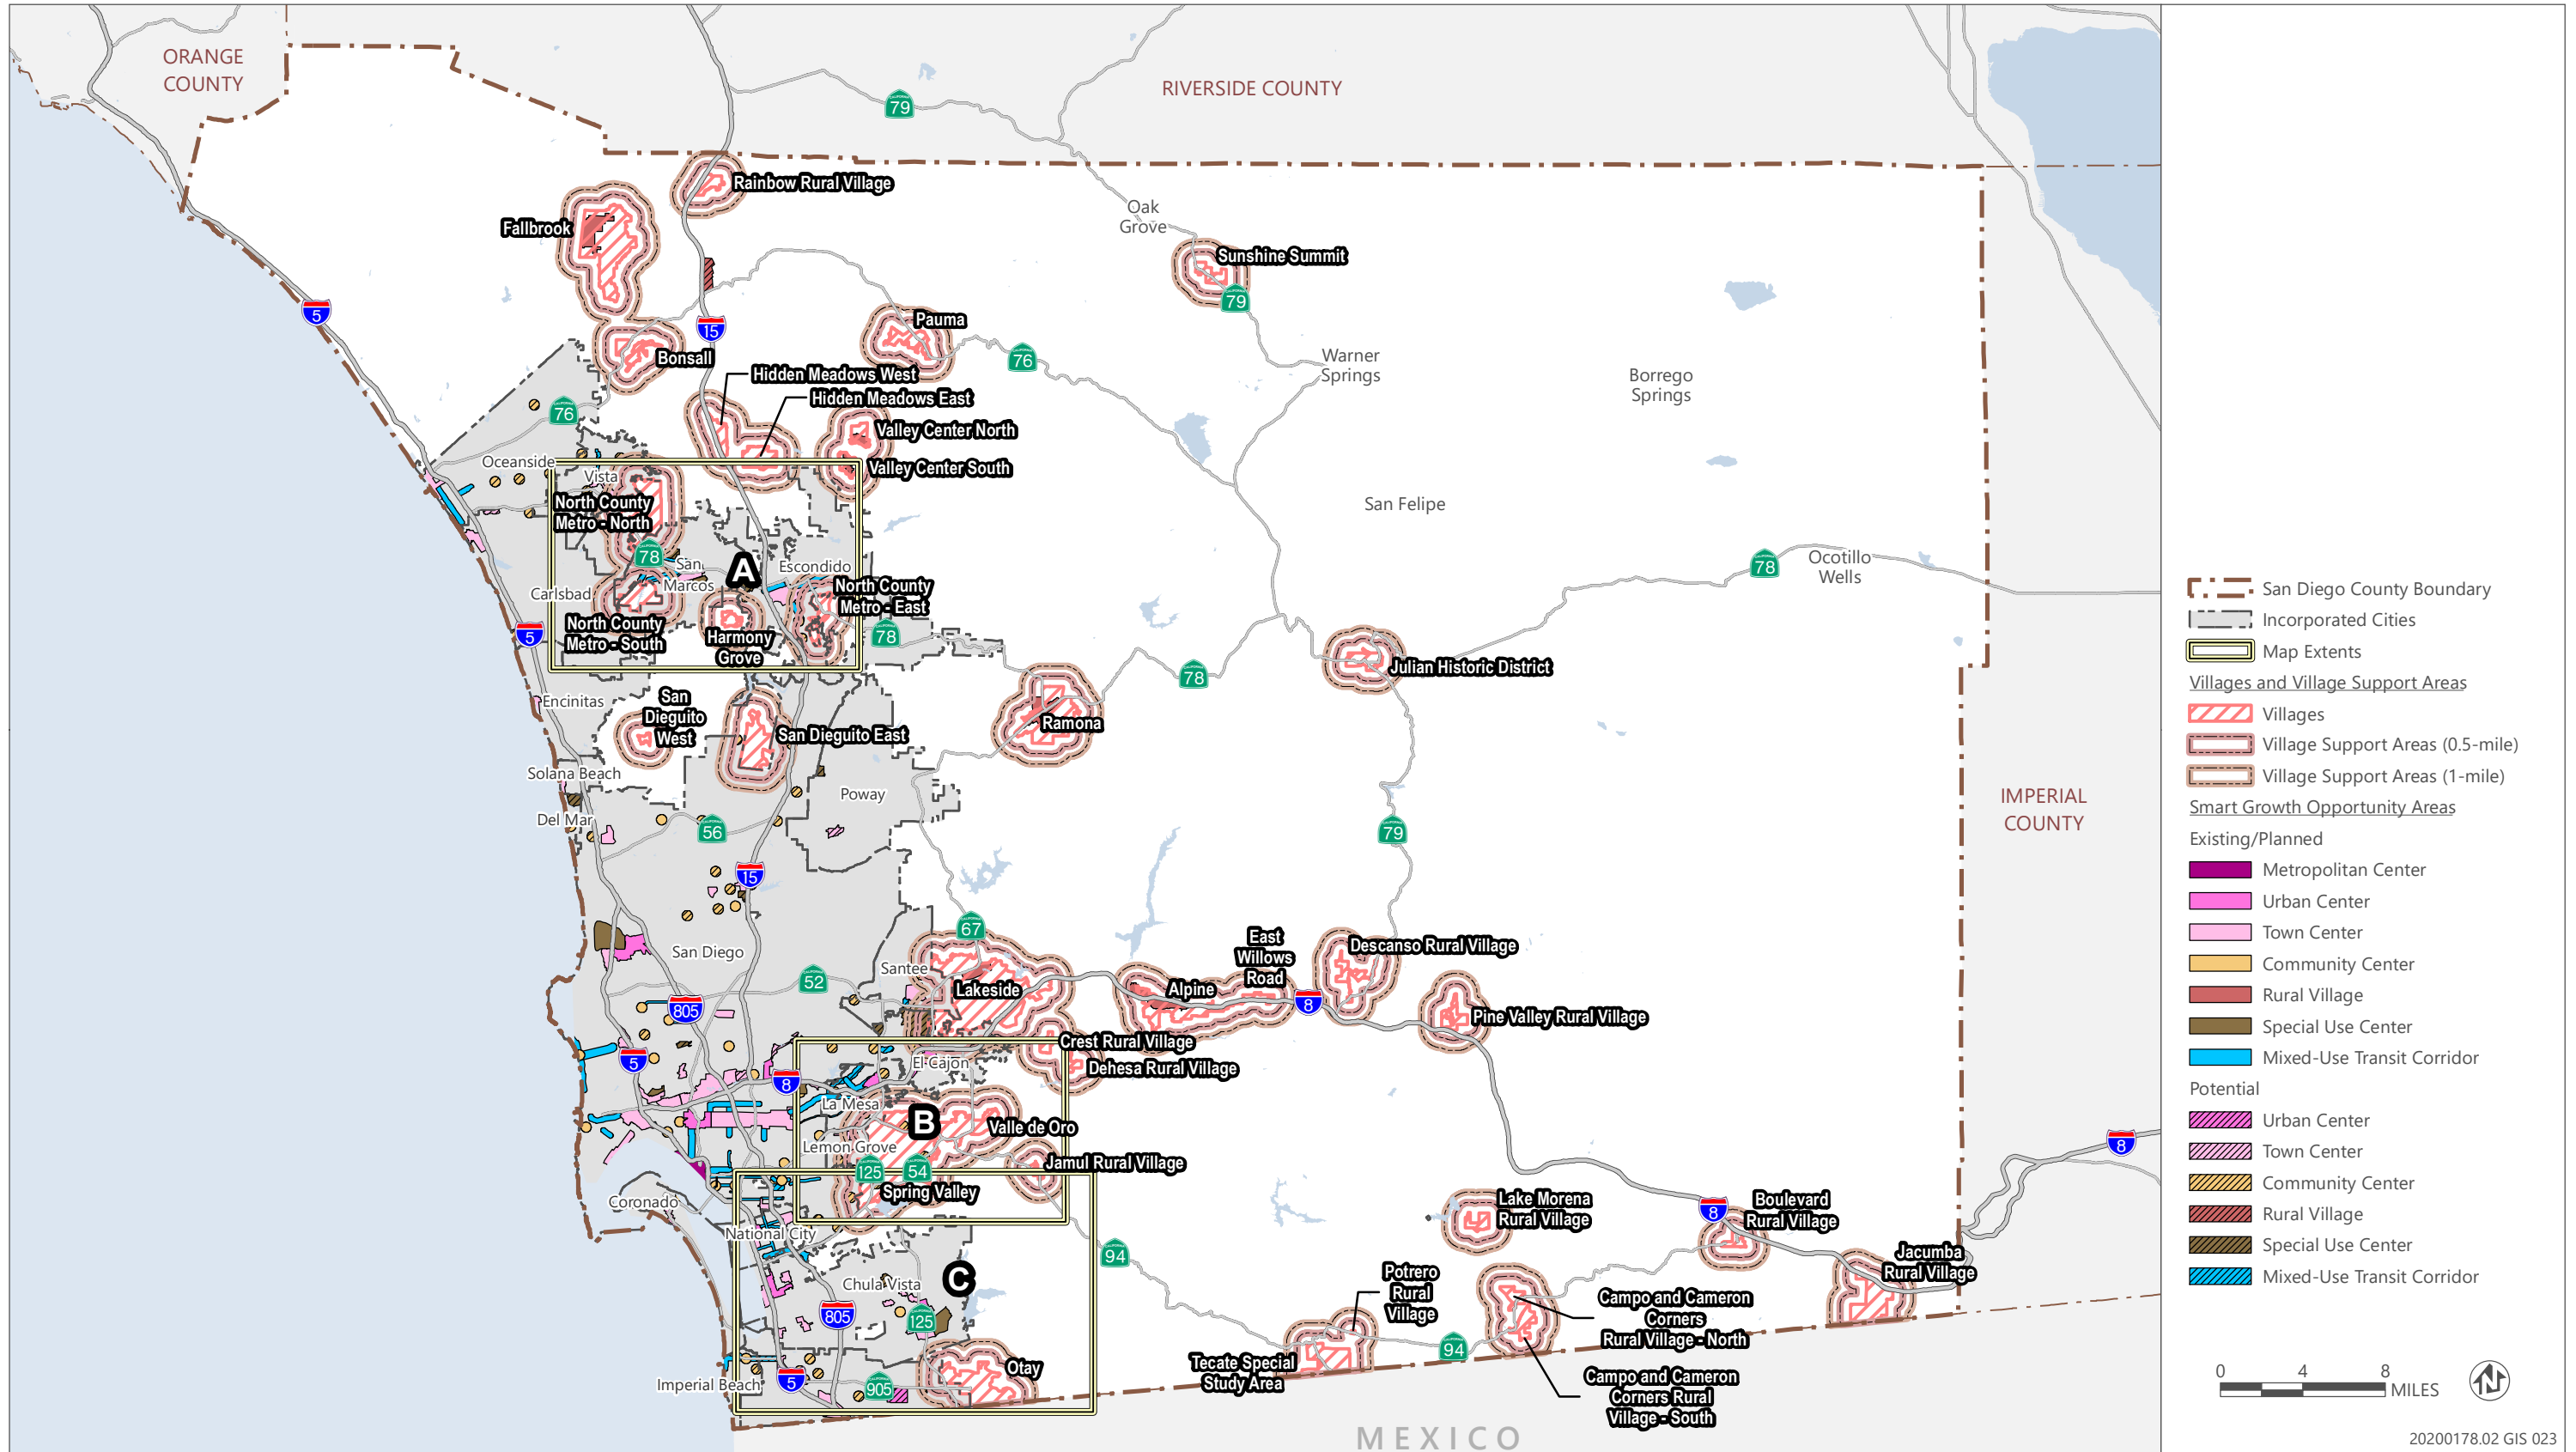 ORANGE
COUNTY
RIVERSIDE COUNTY
CALIFORNIA
79
Rainbow Rural Village
Fallbrook
Oak
Grove
Sunshine Summit
79
5
15
Pauma
Bonsall
76
Warner
Springs
Borrego
Springs
Hidden Meadows West
Hidden Meadows East
76
Valley Center North
Valley Center South
Oceanside
Vista
North County
Metro - North
San Felipe
78
San
Marcos
A
Escondido
Carlsbad
North County
Metro - East
78
Ocotillo
Wells
5
North County
Metro - South
Harmony
Grove
78
Julian Historic District
78
Encinitas
San
Dieguito
West
San Dieguito East
Ramona
Solana Beach
Poway
Del Mar
56
79
IMPERIAL
COUNTY
15
67
San Diego
Santee
52
Lakeside
East
Willows
Road
Descanso Rural Village
Alpine
8
805
Pine Valley Rural Village
Crest Rural Village
Dehesa Rural Village
5
El Cajon
8
La Mesa
B
Valle de Oro
Lemon Grove
125
54
Jamul Rural Village
Spring Valley
Coronado
National City
Lake Morena
Rural Village
8
Boulevard
Rural Village
8
94
Jacumba
Rural Village
Chula Vista
C
Potrero
Rural
Village
805
125
Campo and Cameron
Corners
Rural Village - North
94
Tecate Special
Study Area
Otay
Imperial Beach
5
905
Campo and Cameron
Corners Rural
Village - South
MEXICO
San Diego County Boundary
Incorporated Cities
Map Extents
Villages and Village Support Areas
Villages
Village Support Areas (0.5-mile)
Village Support Areas (1-mile)
Smart Growth Opportunity Areas
Existing/Planned
Metropolitan Center
Urban Center
Town Center
Community Center
Rural Village
Special Use Center
Mixed-Use Transit Corridor
Potential
Urban Center
Town Center
Community Center
Rural Village
Special Use Center
Mixed-Use Transit Corridor
0 4 8
MILES
N
20200178.02 GIS 023